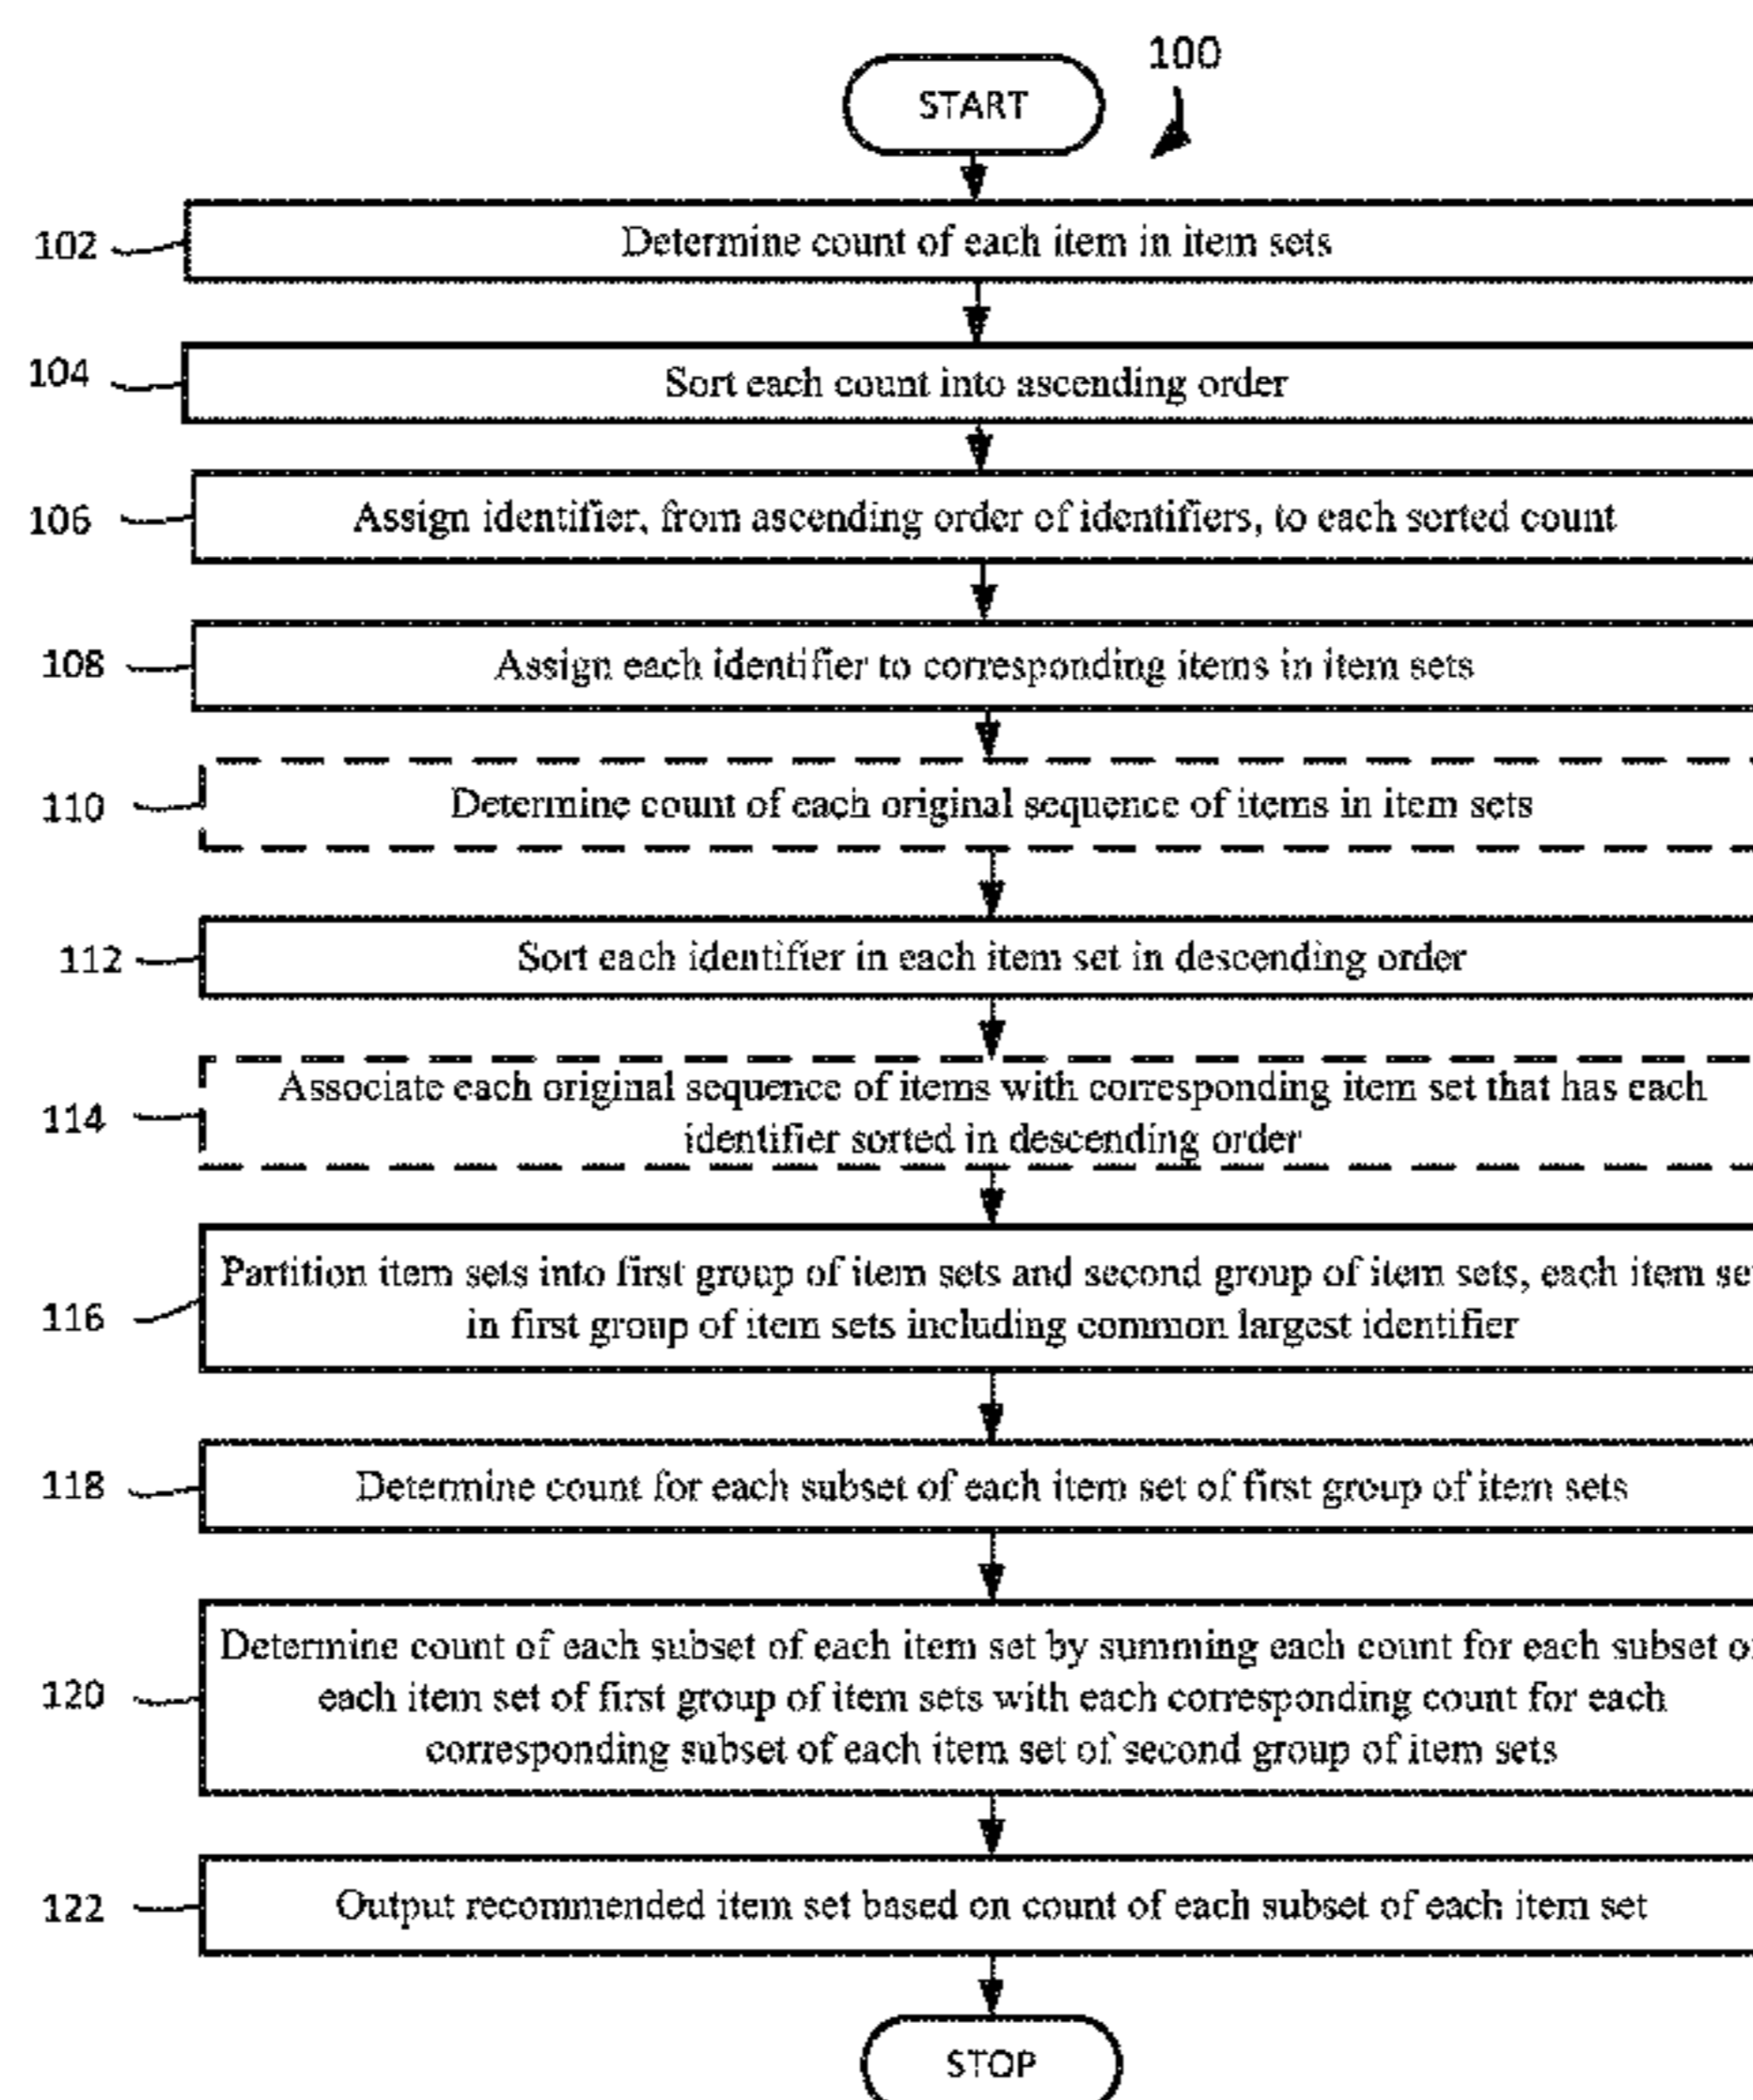 100
START
102
Determine count of each item in item sets
104
Sort each count into ascending order
106
Assign identifier, from ascending order of identifiers, to each sorted count
108
Assign each identifier to corresponding items in item sets
110
Determine count of each original sequence of items in item sets
112
Sort each identifier in each item set in descending order
114
Associate each original sequence of items with corresponding item set that has each
identifier sorted in descending order
116
Partition item sets into first group of item sets and second group of item sets, each item
in first group of item sets including common largest identifier
118
Determine count for each subset of each item set of first group of item sets
120
Determine count of each subset of each item set by summing each count for each subset
each item set of first group of item sets with each corresponding count for each
corresponding subset of each item set of second group of item sets
122
Output recommended item set based on count of each subset of each item set
STOP